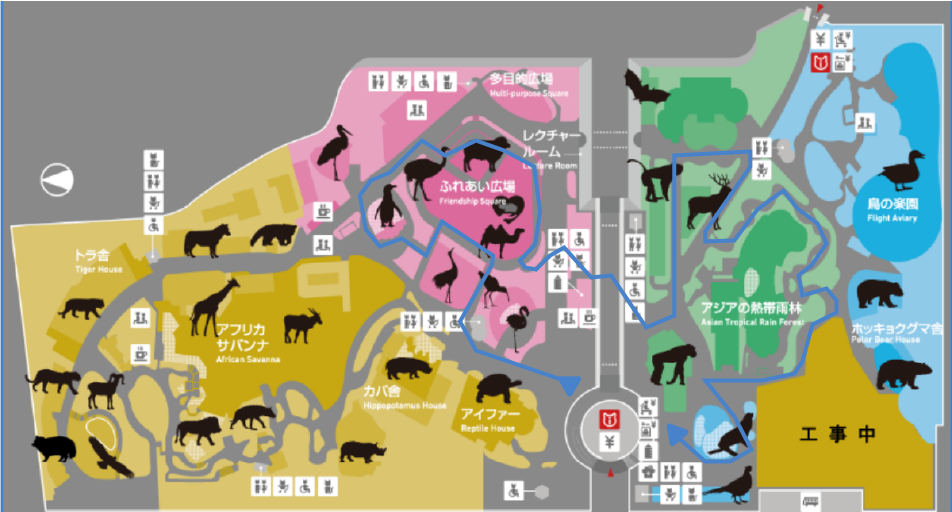 多目的広場
Multi-purpose Square
レクチャー
ルーム
Lecture Room
ふれあい広場
Friendship Square
鳥の楽園
Flight Aviary
トラ舎
Tiger House
アフリカ
サバンナ
African Savanna
アジアの熱帯雨林
Asian Tropical Rain Forest
ホッキョクグマ舎
Polar Bear House
カバ舎
Hippopotamus House
アイファー
Reptile House
工事中
¥
¥